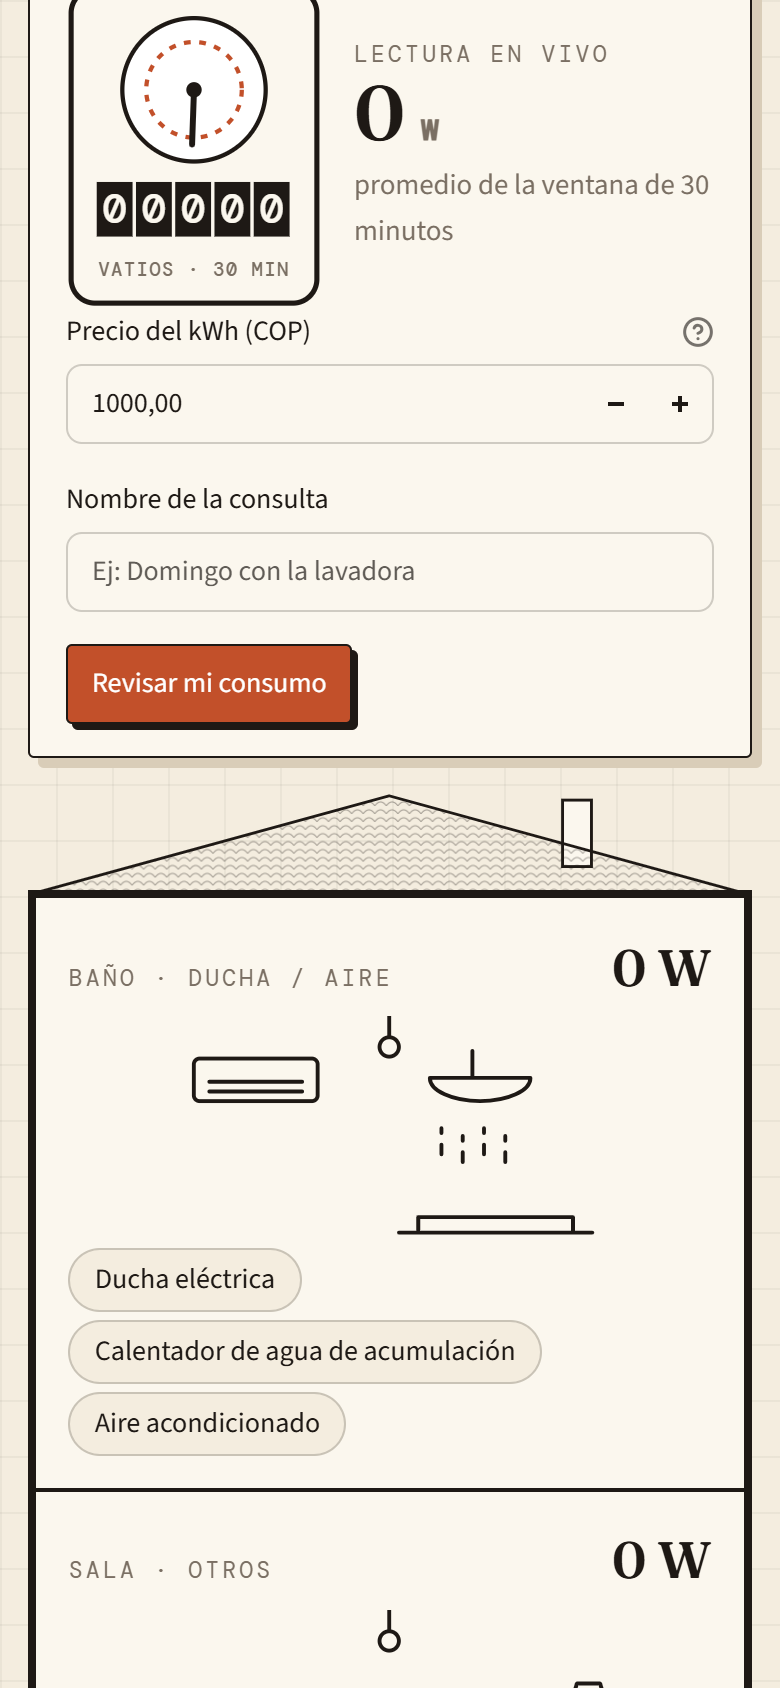 LECTURA EN VIVO
0 W
promedio de la ventana de 30
minutos
00000
VATIOS · 30 MIN
Precio del kWh (COP)
1000,00
Nombre de la consulta
Ej: Domingo con la lavadora
Revisar mi consumo
BAÑO · DUCHA / AIRE
0 W
Ducha eléctrica
Calentador de agua de acumulación
Aire acondicionado
SALA · OTROS
0 W